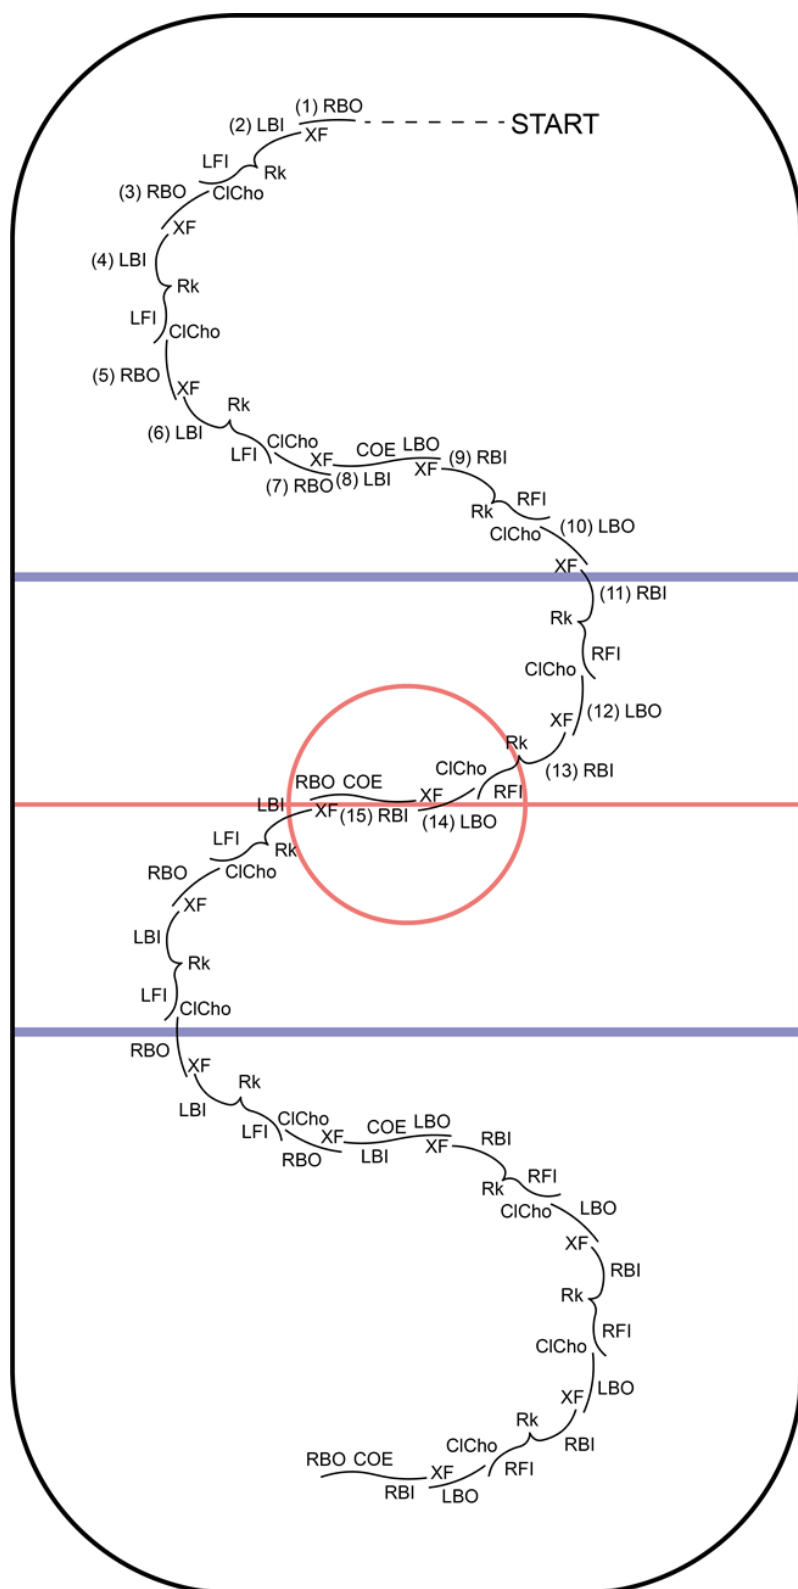 (1) RBO
START
(2) LBI
XF
LFI
Rk
(3) RBO
ClCho
XF
(4) LBI
Rk
LFI
ClCho
(5) RBO
XF
Rk
(6) LBI
LFI
ClCho
(7) RBO
XF
(8) LBI
COE
LBO
XF
(9) RBI
Rk
RFI
ClCho
(10) LBO
XF
(11) RBI
Rk
RFI
ClCho
(12) LBO
XF
Rk
(13) RBI
RFI
ClCho
XF
(14) LBO
(15) RBI
RBO COE
XF
LBI
LFI
Rk
RBO
ClCho
XF
LBI
Rk
LFI
ClCho
RBO
XF
Rk
LBI
LFI
ClCho
RBO
XF
LBI
COE
LBO
XF
RBI
Rk
RFI
ClCho
LBO
XF
RBI
Rk
RFI
ClCho
LBO
XF
Rk
RBI
RFI
ClCho
XF
LBO
RBI
RBO COE